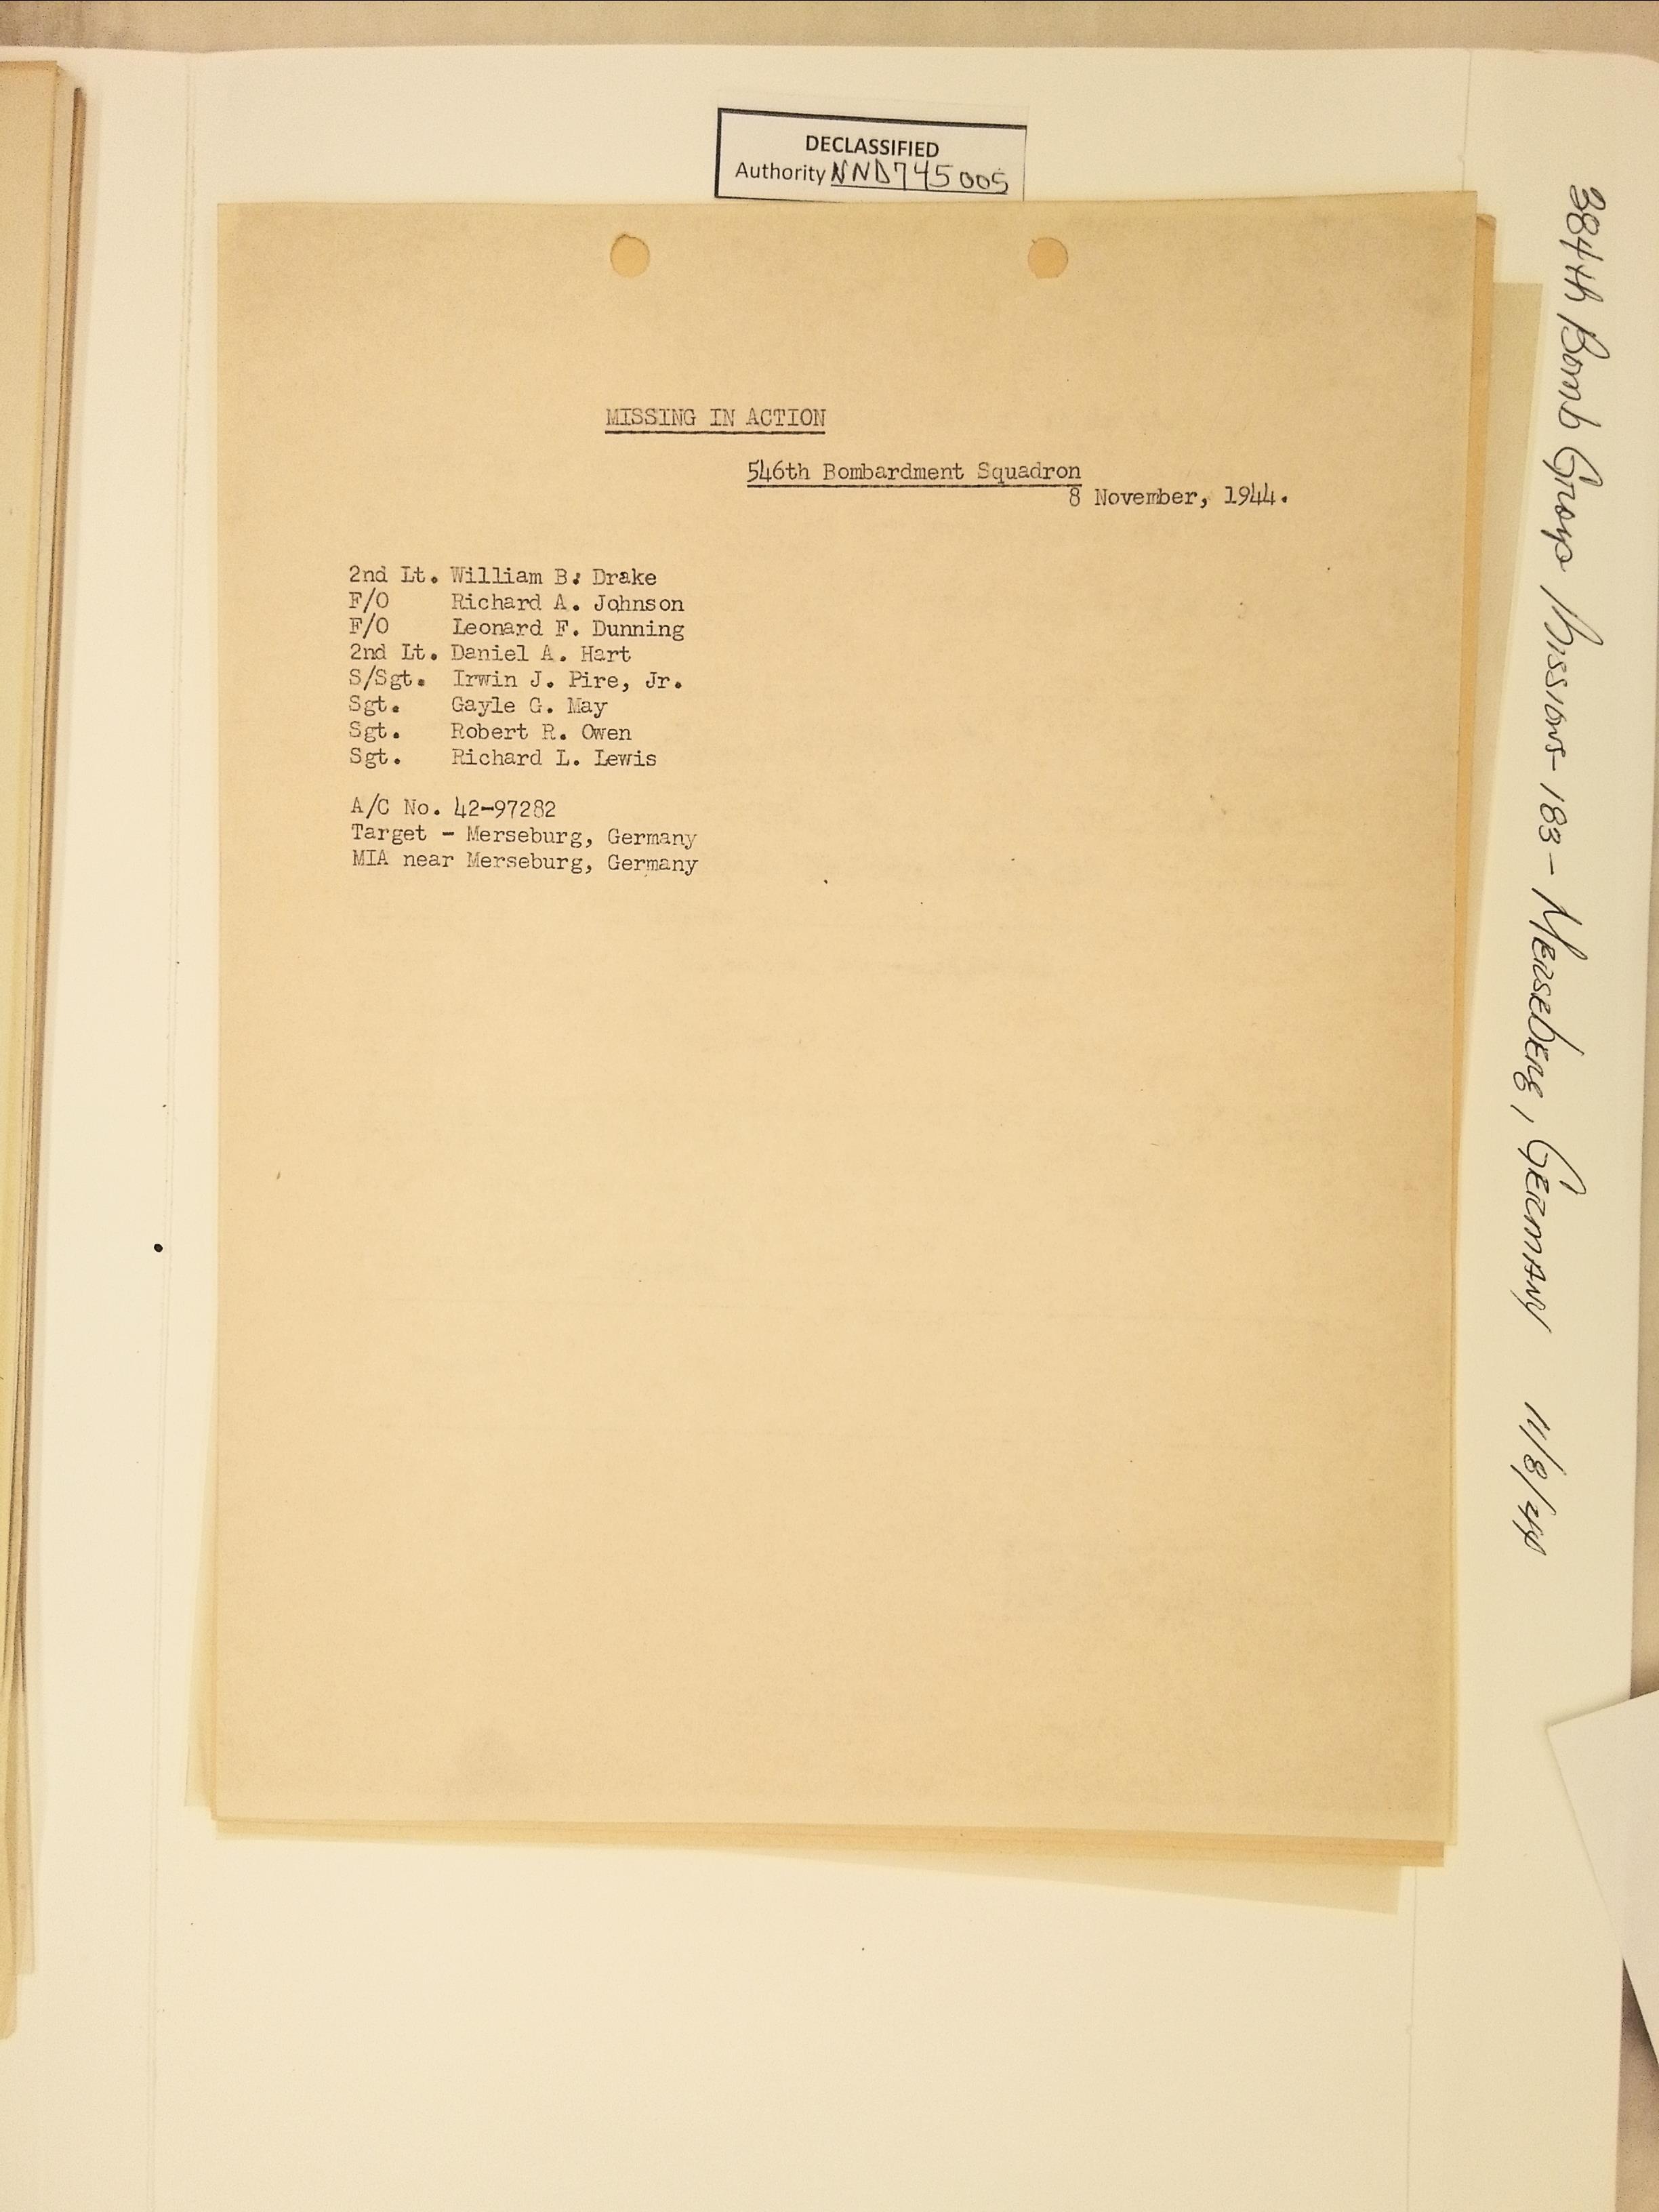 DECLASSIFIED
Authority NND745005
MISSING IN ACTION
546th Bombardment Squadron
8 November, 1944.
2nd Lt. William B. Drake
F/O Richard A. Johnson
F/O Leonard F. Dunning
2nd Lt. Daniel A. Hart
S/Sgt. Irwin J. Pire, Jr.
Sgt. Gayle G. May
Sgt. Robert R. Owen
Sgt. Richard L. Lewis
A/C No. 42-97282
Target - Merseburg, Germany
MIA near Merseburg, Germany
384th Bomb Group Missions-183- Merseberg, Germany 11/8/44